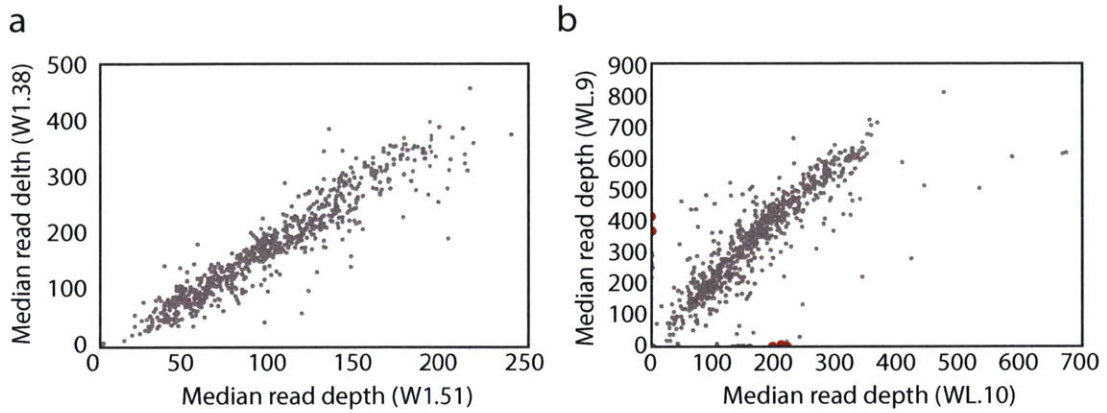 a
b
Median read delth (W1.38)
500
400
300
200
100
0
0 50 100 150 200 250
Median read depth (W1.51)
Median read depth (WL.9)
900
800
700
600
500
400
300
200
100
0
0 100 200 300 400 500 600 700
Median read depth (WL.10)